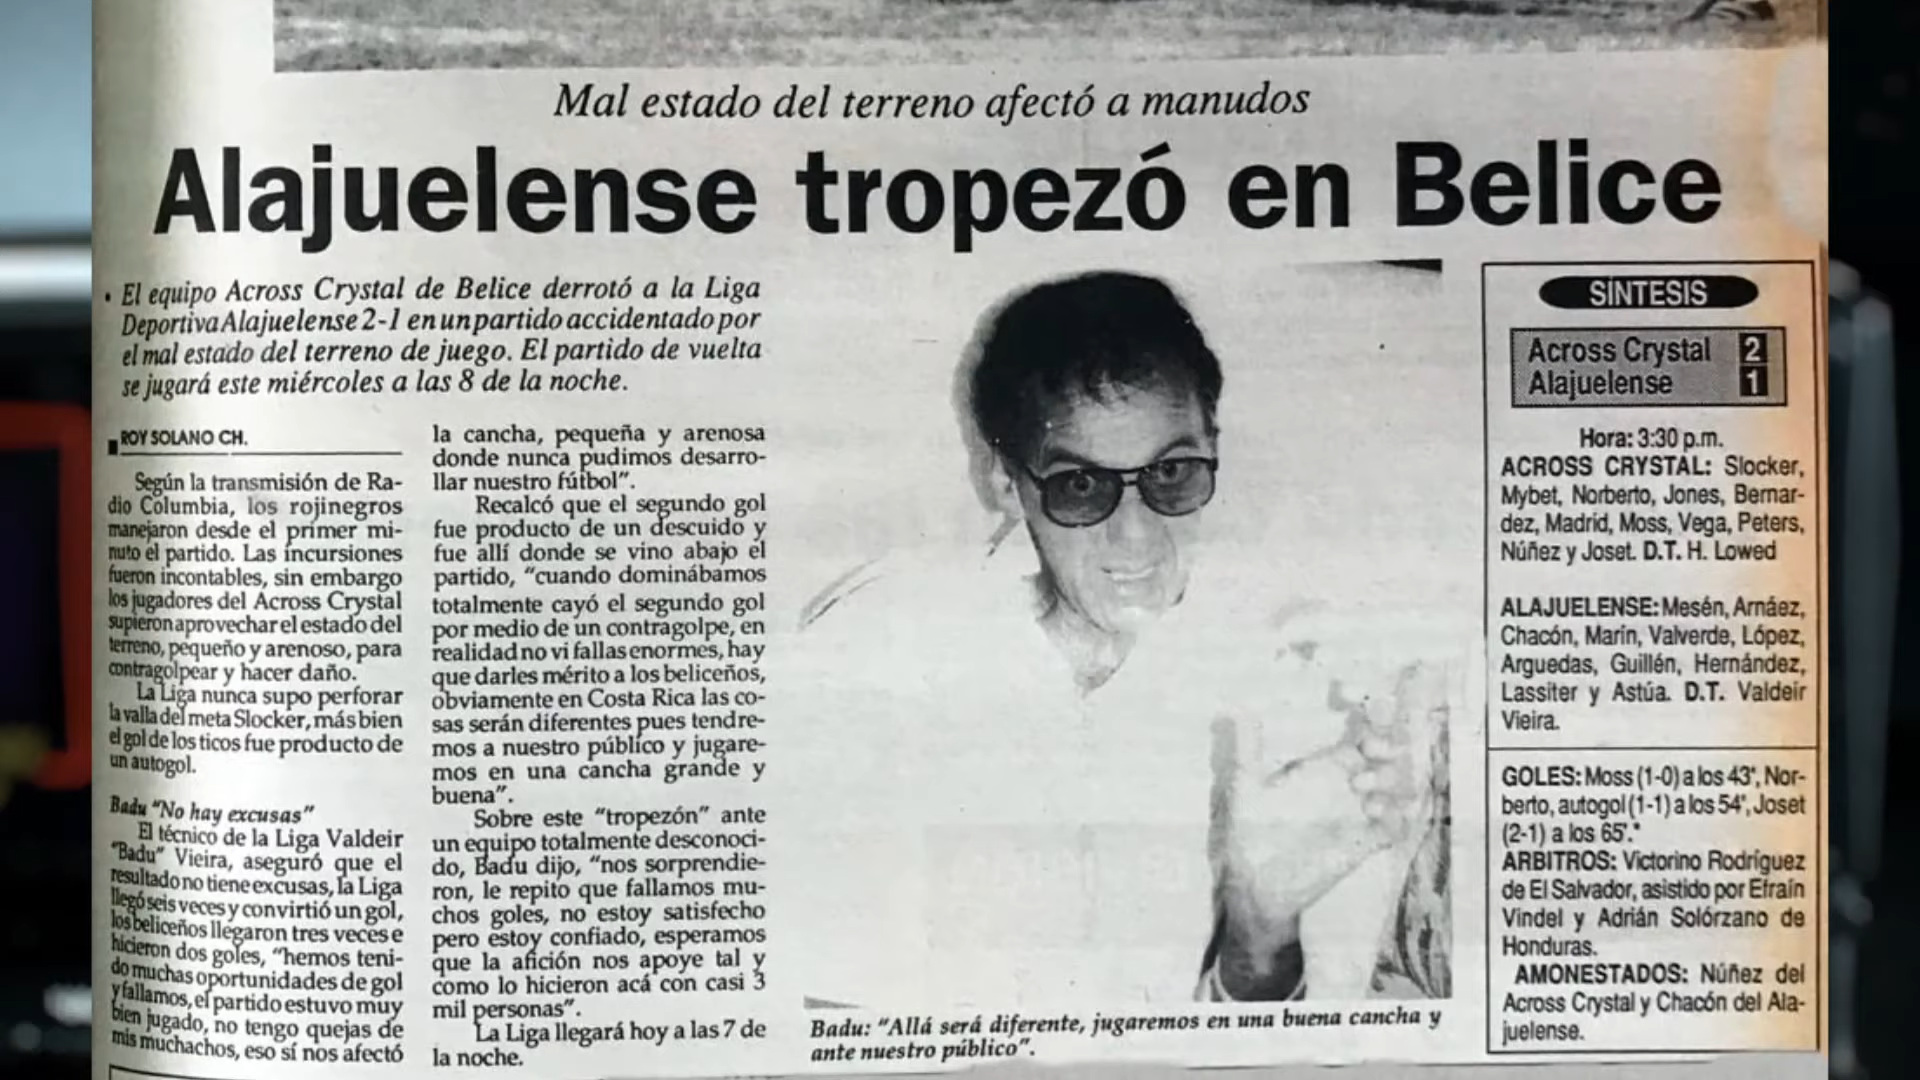 Mal estado del terreno afectó a manudos
Alajuelense tropezó en Belice
• El equipo Across Crystal de Belice derrotó a la Liga
Deportiva Alajuelense 2-1 en un partido accidentado por
el mal estado del terreno de juego. El partido de vuelta
se jugará este miércoles a las 8 de la noche.
ROY SOLANO CH.
Según la transmisión de Ra-
dio Columbia, los rojinegros
manejaron desde el primer mi-
nuto el partido. Las incursiones
fueron incontables, sin embargo
los jugadores del Across Crystal
supieron aprovechar el estado del
terreno, pequeño y arenoso, para
contragolpear y hacer daño.
La Liga nunca supo perforar
la valla del meta Slocker, más bien
el gol de los ticos fue producto de
un autogol.
Badu "No hay excusas"
El técnico de la Liga Valdeir
"Badu" Vieira, aseguró que el
resultado no tiene excusas, la Liga
llegó seis veces y convirtió un gol,
los beliceños llegaron tres veces e
hicieron dos goles, "hemos teni-
do muchas oportunidades de gol
y fallamos, el partido estuvo muy
bien jugado, no tengo quejas de
mis muchachos, eso sí nos afectó
la cancha, pequeña y arenosa
donde nunca pudimos desarro-
llar nuestro fútbol".
Recalcó que el segundo gol
fue producto de un descuido y
fue allí donde se vino abajo el
partido, "cuando dominábamos
totalmente cayó el segundo gol
por medio de un contragolpe, en
realidad no vi fallas enormes, hay
que darles mérito a los beliceños,
obviamente en Costa Rica las co-
sas serán diferentes pues tendre-
mos a nuestro público y jugare-
mos en una cancha grande y
buena".
Sobre este "tropezón" ante
un equipo totalmente desconoci-
do, Badu dijo, "nos sorprendie-
ron, le repito que fallamos mu-
chos goles, no estoy satisfecho
pero estoy confiado, esperamos
que la afición nos apoye tal y
como lo hicieron acá con casi 3
mil personas".
La Liga llegará hoy a las 7 de
la noche.
Badu: "Allá será diferente, jugaremos en una buena cancha y
ante nuestro público".
SÍNTESIS
Across Crystal 2
Alajuelense 1
Hora: 3:30 p.m.
ACROSS CRYSTAL: Slocker,
Mybet, Norberto, Jones, Bernar-
dez, Madrid, Moss, Vega, Peters,
Núñez y Joset. D.T. H. Lowed
ALAJUELENSE: Mesén, Arnáez,
Chacón, Marín, Valverde, López,
Arguedas, Guillén, Hernández,
Lassiter y Astúa. D.T. Valdeir
Vieira.
GOLES: Moss (1-0) a los 43', Nor-
berto, autogol (1-1) a los 54', Joset
(2-1) a los 65'."
ARBITROS: Victorino Rodríguez
de El Salvador, asistido por Efraín
Vindel y Adrián Solórzano de
Honduras.
AMONESTADOS: Núñez del
Across Crystal y Chacón del Ala-
juelense.